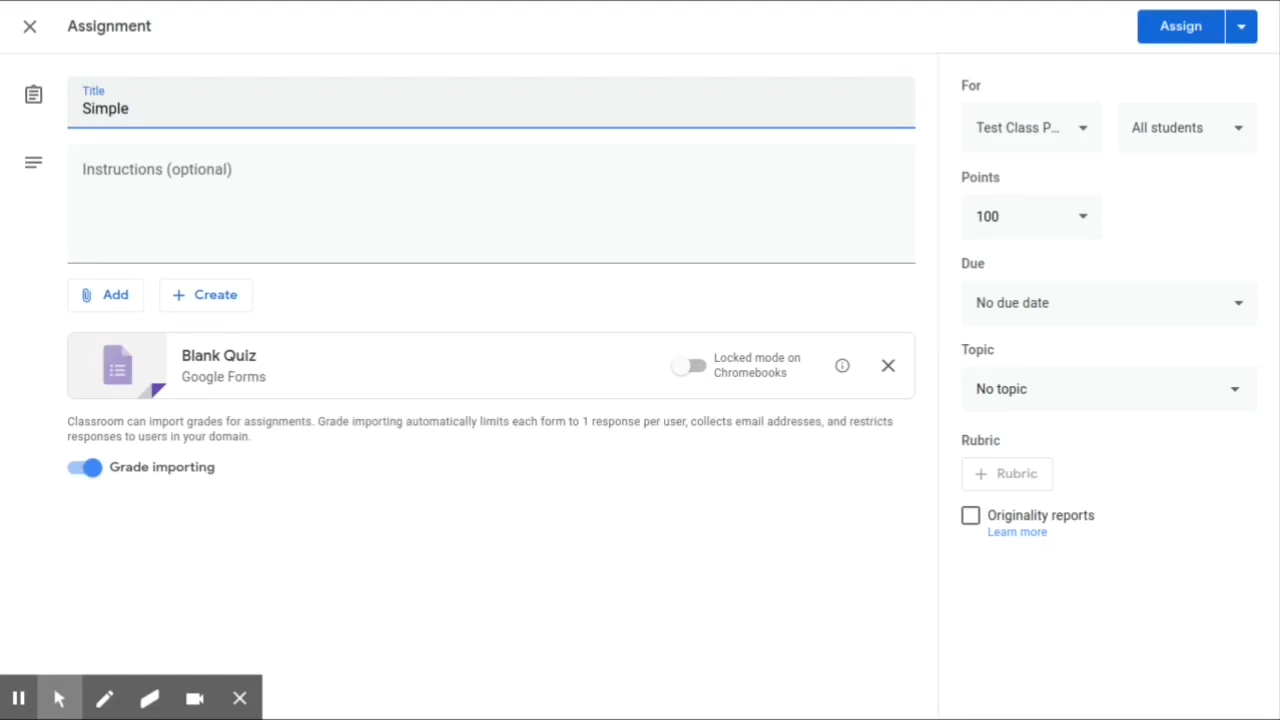 Assignment
Assign
Title
Simple
Instructions (optional)
Add
Create
Blank Quiz
Google Forms
Locked mode on
Chromebooks
Classroom can import grades for assignments. Grade importing automatically limits each form to 1 response per user, collects email addresses, and restricts
responses to users in your domain.
Grade importing
For
Test Class P...
All students
Points
100
Due
No due date
Topic
No topic
Rubric
Rubric
Originality reports
Learn more